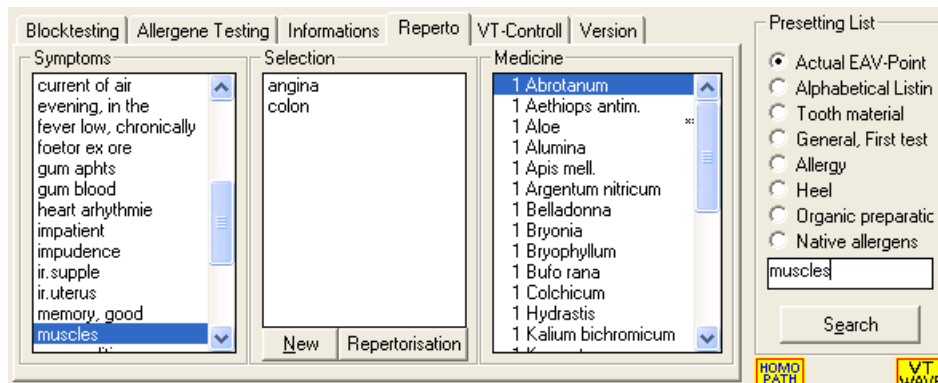 Blocktesting
Allergene Testing
Informations
Reperto
VT-Controll
Version
Symptoms
current of air
evening, in the
fever low, chronically
foetor ex ore
gum aphts
gum blood
heart arhythmie
impatient
impudence
ir.supple
ir.uterus
memory, good
muscles
Selection
angina
colon
New
Repertorisation
Medicine
1 Abrotanum
1 Aethiops antim.
1 Aloe
1 Alumina
1 Apis mell.
1 Argentum nitricum
1 Belladonna
1 Bryonia
1 Bryophyllum
1 Bufo rana
1 Colchicum
1 Hydrastis
1 Kalium bichromicum
Presetting List
Actual EAV-Point
Alphabetical Listin
Tooth material
General, First test
Allergy
Heel
Organic preparatic
Native allergens
muscles
Search
HOMO
PATH
VT
WAVE